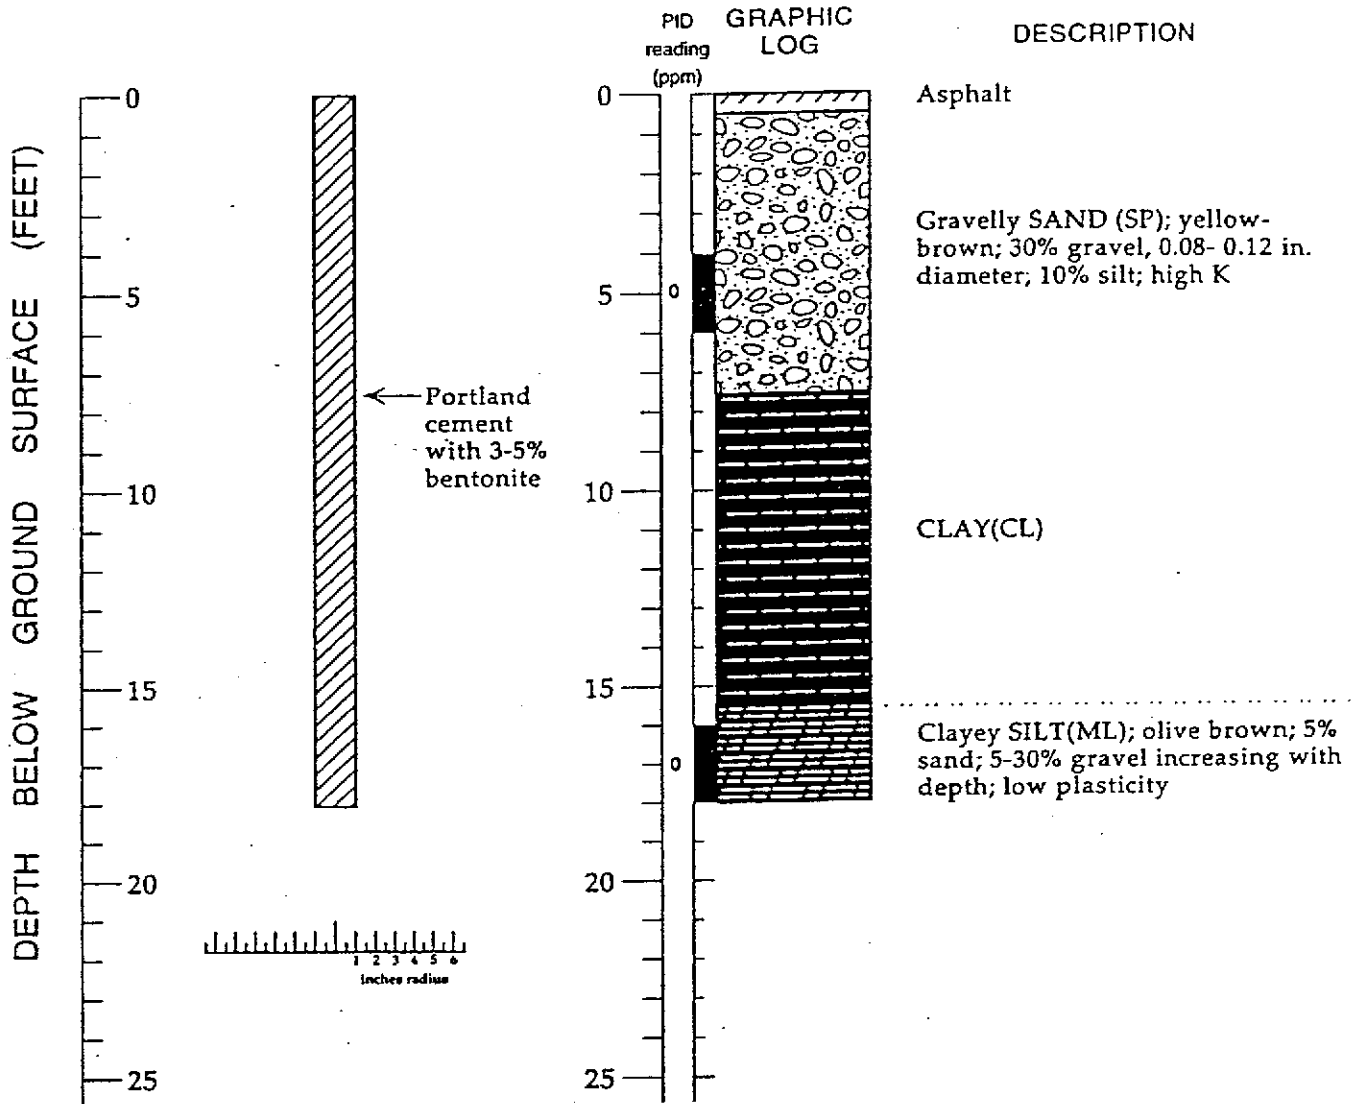 DEPTH BELOW GROUND SURFACE (FEET)
0
5
10
15
20
25
Portland
cement
with 3-5%
bentonite
1 2 3 4 5 6
inches radius
PID
reading
(ppm)
GRAPHIC
LOG
DESCRIPTION
0
5
10
15
20
25
0
0
Asphalt
Gravelly SAND (SP); yellow-
brown; 30% gravel, 0.08- 0.12 in.
diameter, 10% silt; high K
CLAY(CL)
Clayey SILT(ML); olive brown; 5%
sand; 5-30% gravel increasing with
depth; low plasticity